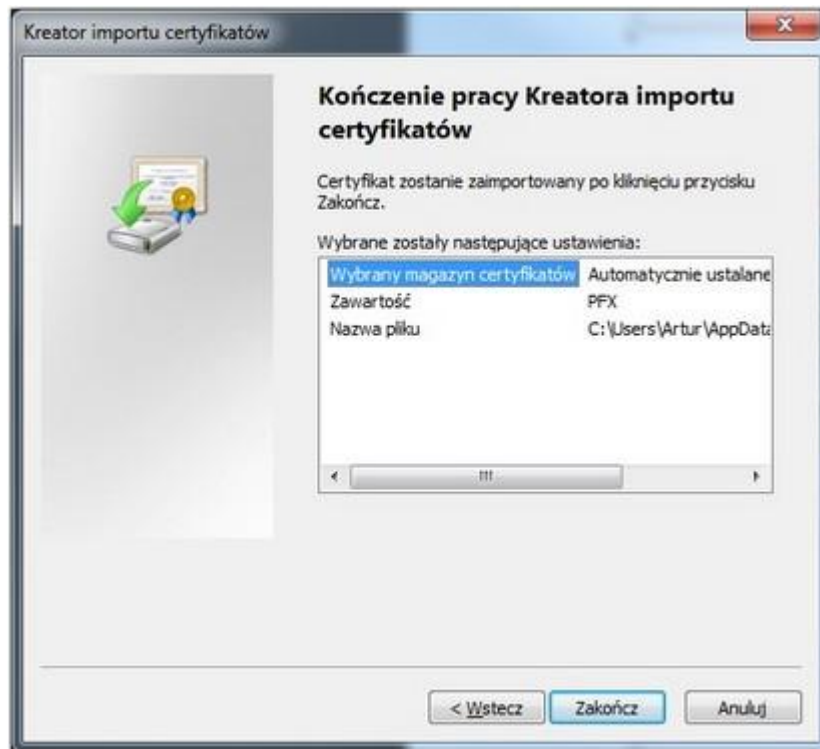 Kreator importu certyfikatów
Kończenie pracy Kreatora importu
certyfikatów
Certyfikat zostanie zaimportowany po kliknięciu przycisku
Zakończ.
Wybrane zostały następujące ustawienia:
Wybrany magazyn certyfikatów Automatycznie ustalane
Zawartość PFX
Nazwa pliku C:\Users\Artur\AppData
< Wstecz Zakończ Anuluj